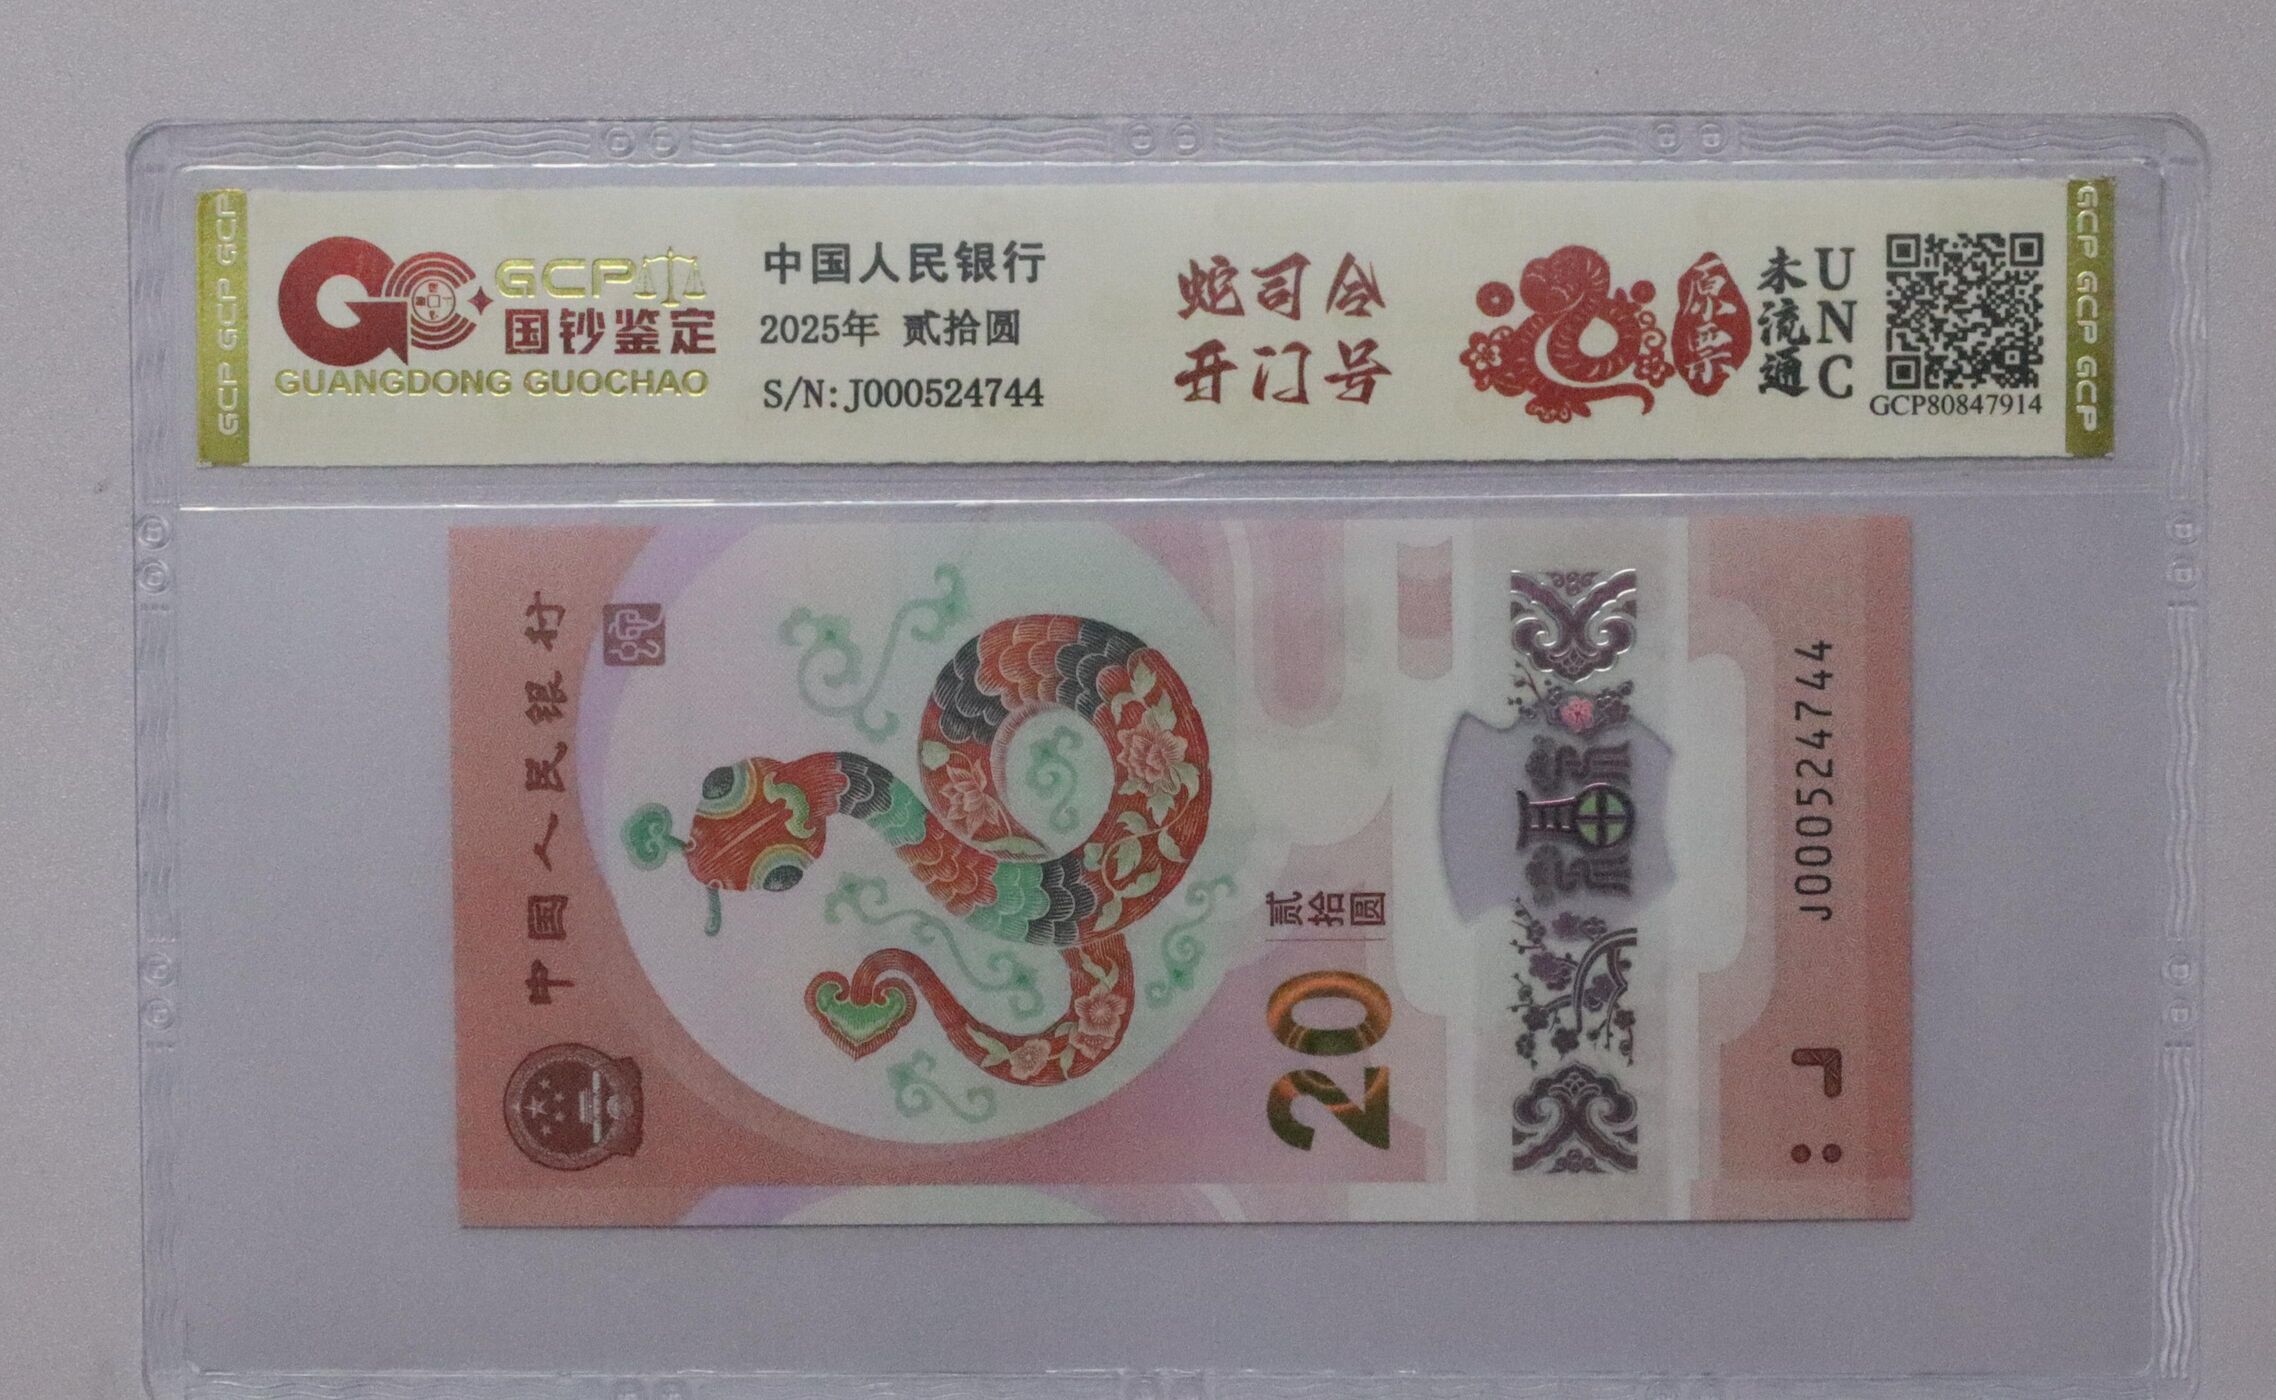 GCP
国钞鉴定
GUANGDONG GUOCHAO
中国人民银行
2025年 贰拾圆
S/N:J000524744
蛇司令
开门号
原票
未流通
UNC
GCP80847914
GCP GCP GCP
GCP GCP GCP
中国人民银行
蛇
贰拾圆
20
福
J000524744